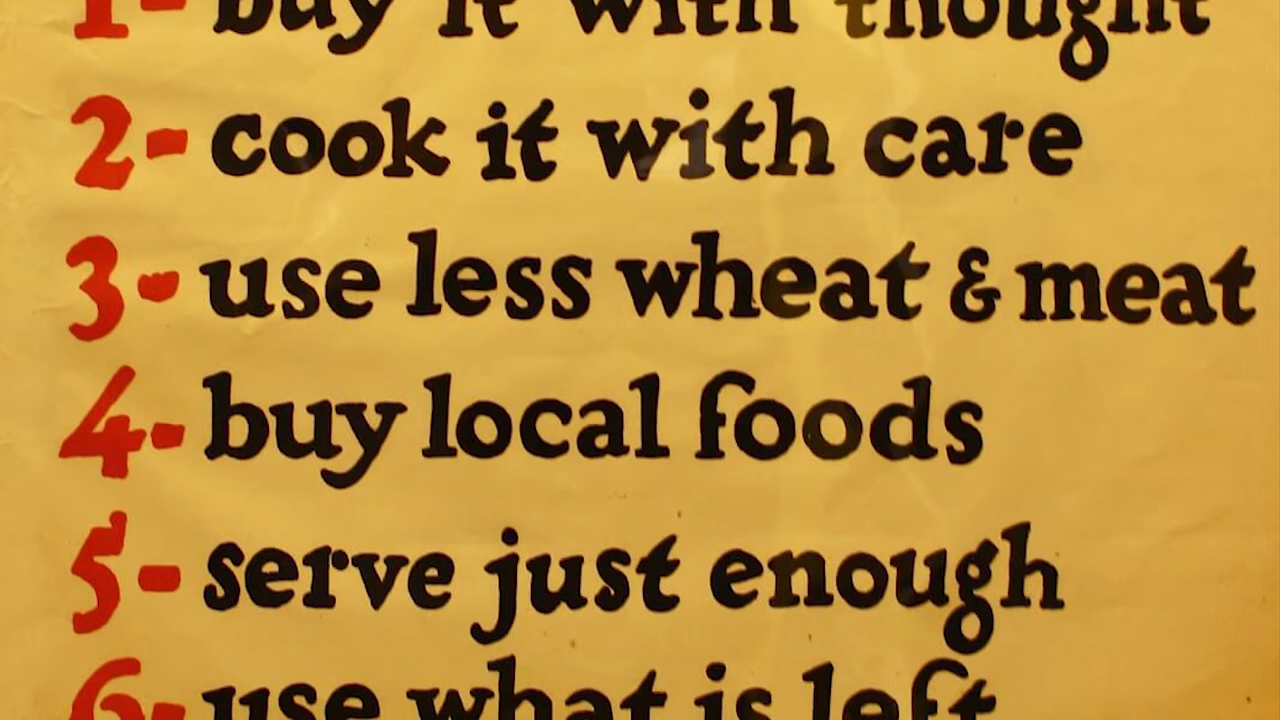 1- buy it with thought
2- cook it with care
3- use less wheat & meat
4- buy local foods
5- serve just enough
6- use what is left